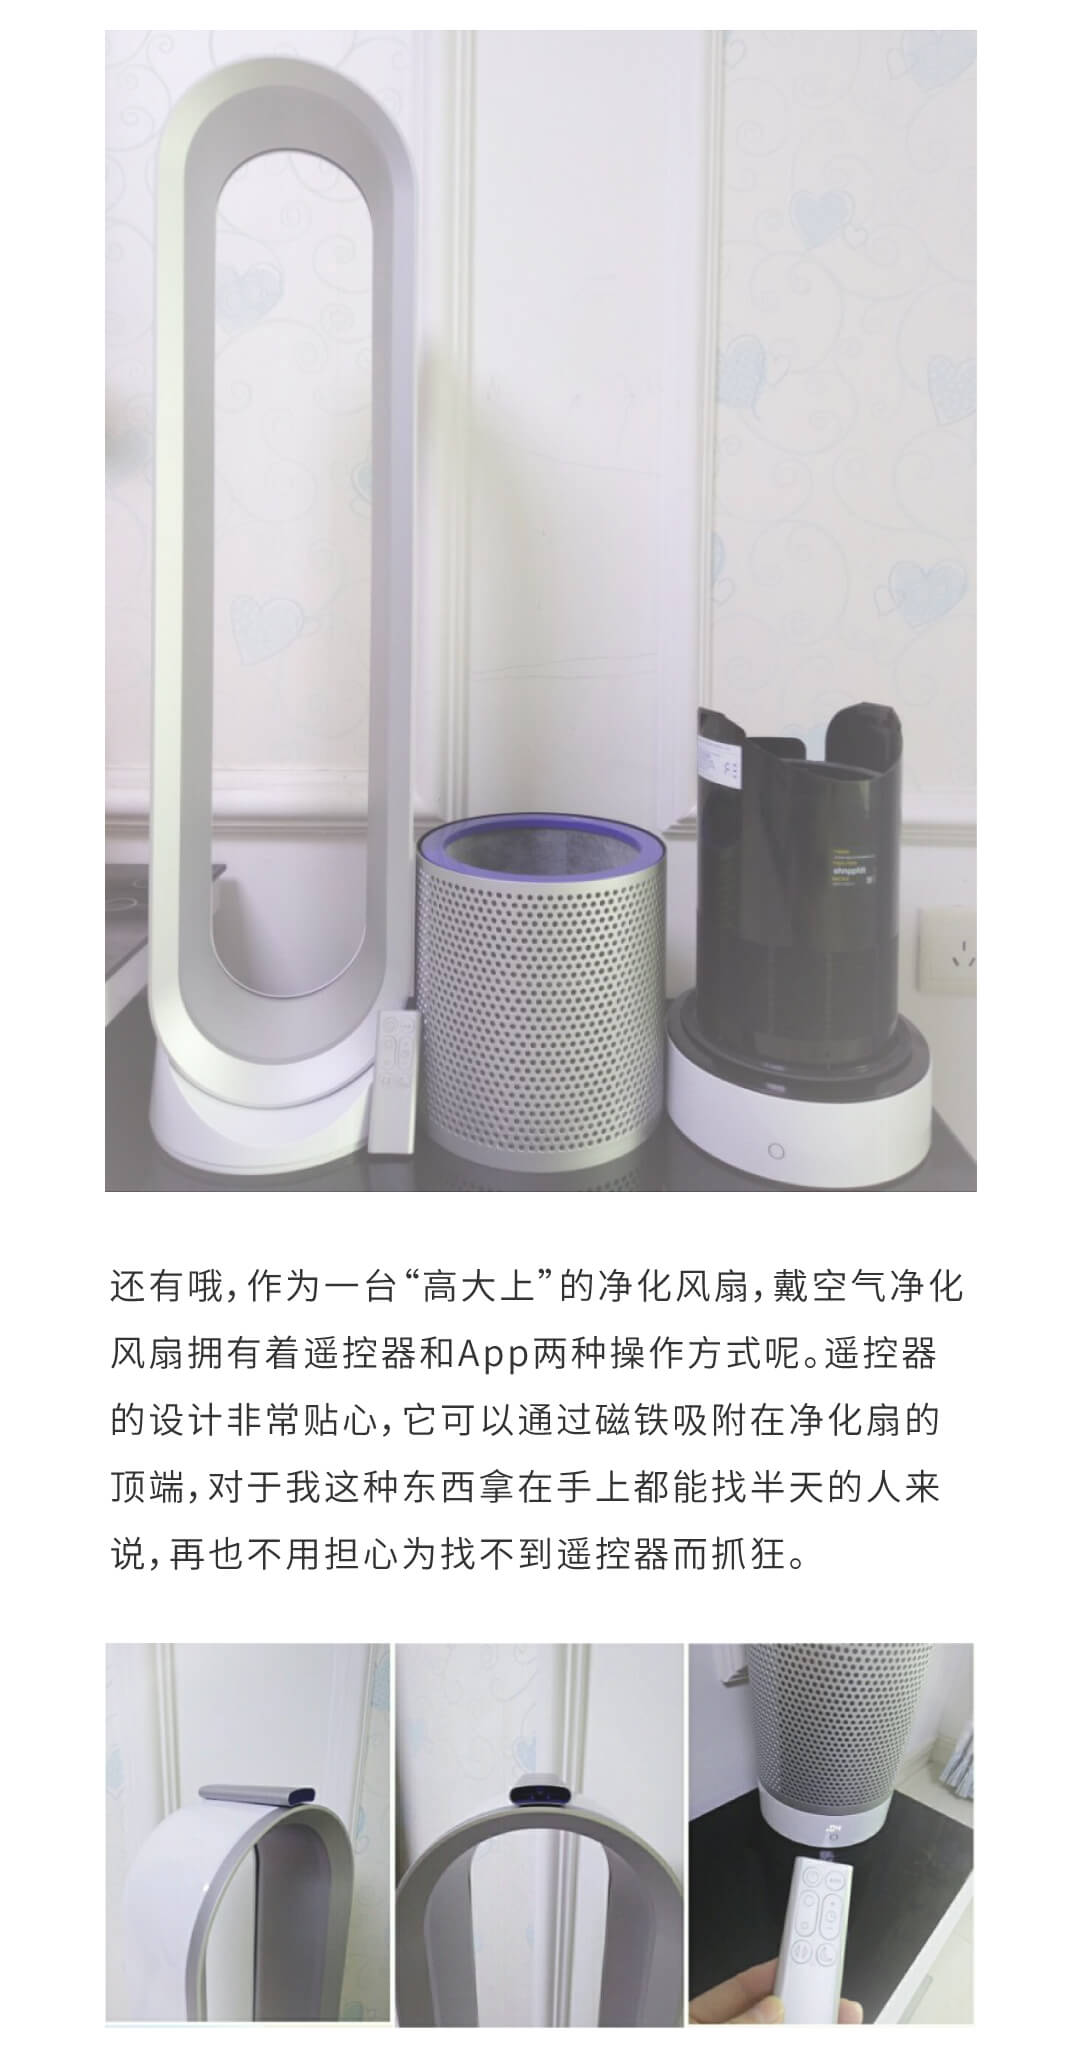 还有哦，作为一台“高大上”的净化风扇，戴空气净化
风扇拥有着遥控器和App两种操作方式呢。遥控器
的设计非常贴心，它可以通过磁铁吸附在净化扇的
顶端，对于我这种东西拿在手上都能找半天的人来
说，再也不用担心为找不到遥控器而抓狂。